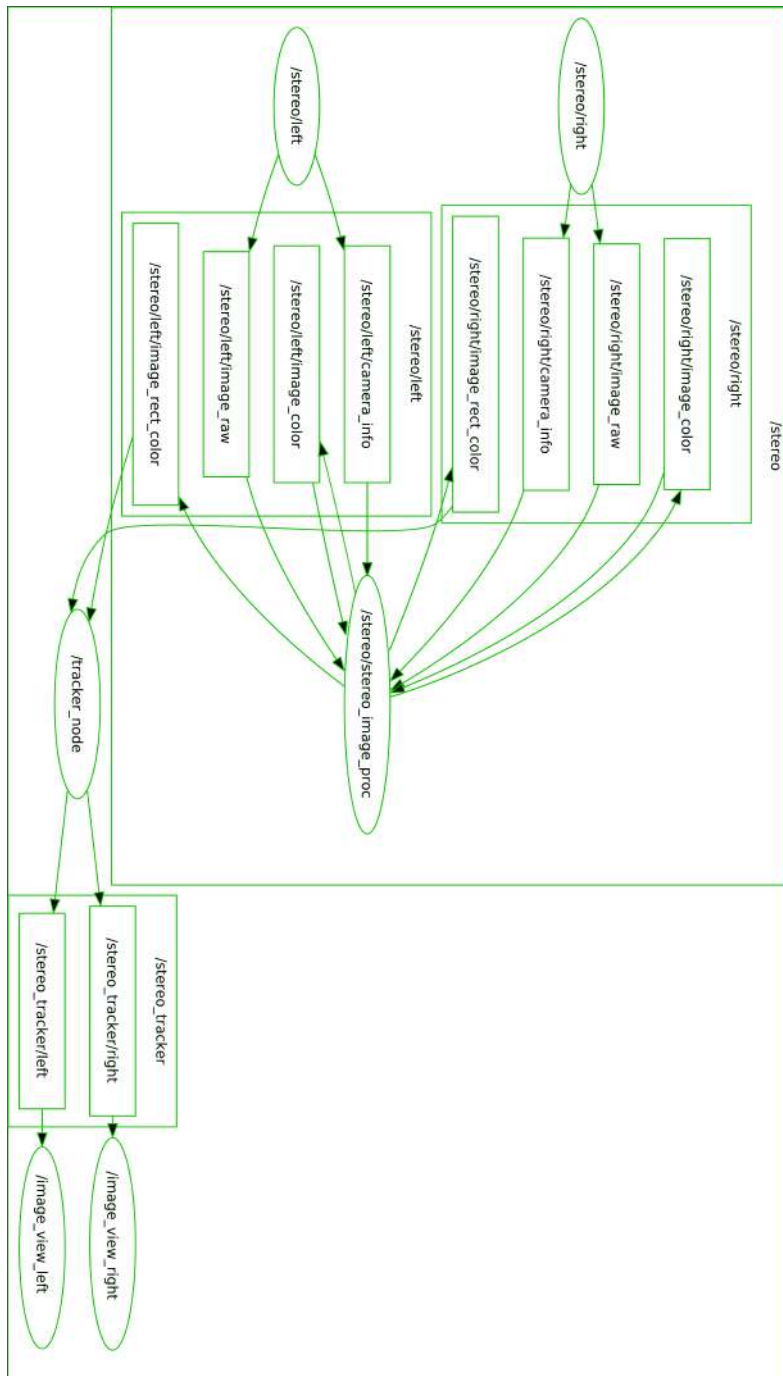 /stereo
/stereo/right
/stereo/right
/stereo/right/image_color
/stereo/right/image_raw
/stereo/right/camera_info
/stereo/right/image_rect_color
/stereo/left
/stereo/left
/stereo/left/camera_info
/stereo/left/image_color
/stereo/left/image_raw
/stereo/left/image_rect_color
/stereo/stereo_image_proc
/tracker_node
/stereo_tracker
/stereo_tracker/right
/stereo_tracker/left
/image_view_right
/image_view_left